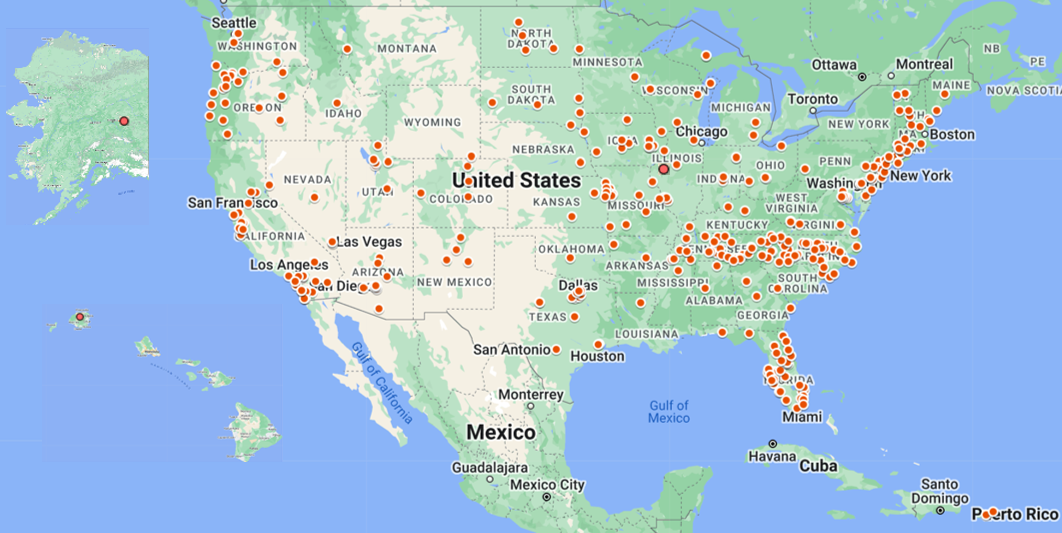 Seattle
WASHINGTON
MONTANA
NORTH
DAKOTA
MINNESOTA
Ottawa
Montreal
NB
PE
NOVA SCOTIA
MAINE
OREGON
IDAHO
WYOMING
SOUTH
DAKOTA
WISCONSIN
MICHIGAN
Toronto
NEW YORK
Boston
NEBRASKA
IOWA
Chicago
ILLINOIS
INDIANA
OHIO
PENN
New York
NEVADA
UTAH
COLORADO
United States
KANSAS
MISSOURI
WEST
VIRGINIA
Washington
San Francisco
CALIFORNIA
Las Vegas
KENTUCKY
VIRGINIA
Los Angeles
San Diego
ARIZONA
NEW MEXICO
OKLAHOMA
ARKANSAS
TENNESSEE
MISSISSIPPI
SOUTH
CAROLINA
Dallas
TEXAS
ALABAMA
GEORGIA
LOUISIANA
San Antonio
Houston
FLORIDA
Gulf of
California
Monterrey
Gulf of
Mexico
Miami
Mexico
Havana
Cuba
Guadalajara
Mexico City
Santo
Domingo
Puerto Rico